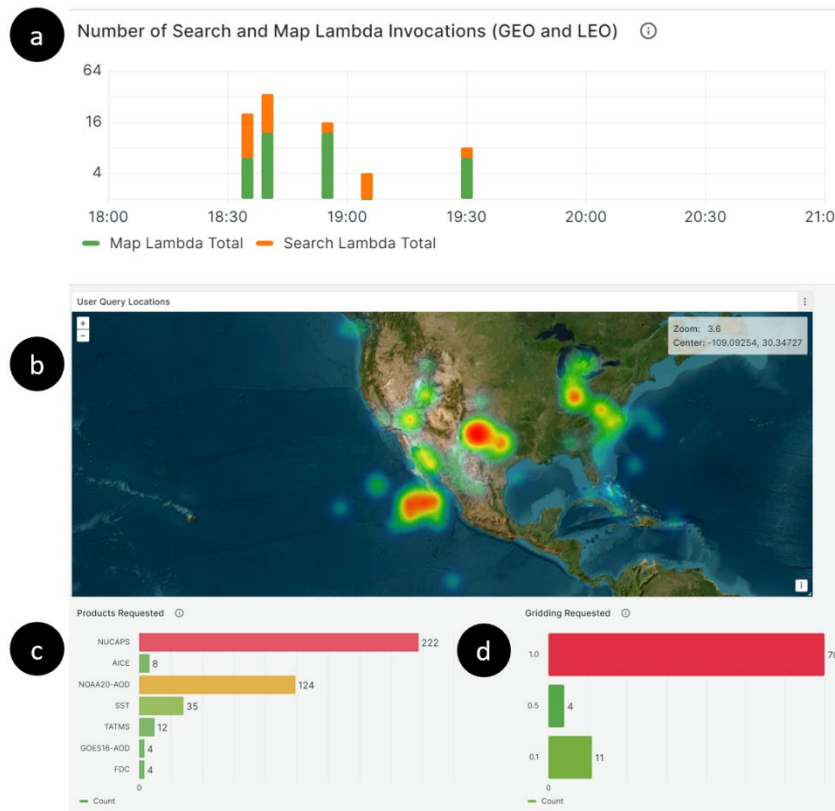 a
Number of Search and Map Lambda Invocations (GEO and LEO)
64
16
4
18:00 18:30 19:00 19:30 20:00 20:30
Map Lambda Total Search Lambda Total
User Query Locations
b
+
−
Zoom: 3.6
Center: -109.09254, 30.34727
i
Products Requested
c
NUCAPS 222
AICE 8
NOAA20-AOD 124
SST 35
TATMS 12
GOES16-AOD 4
FDC 4
0
Count
Gridding Requested
d
1.0
0.5 4
0.1 11
0
Count